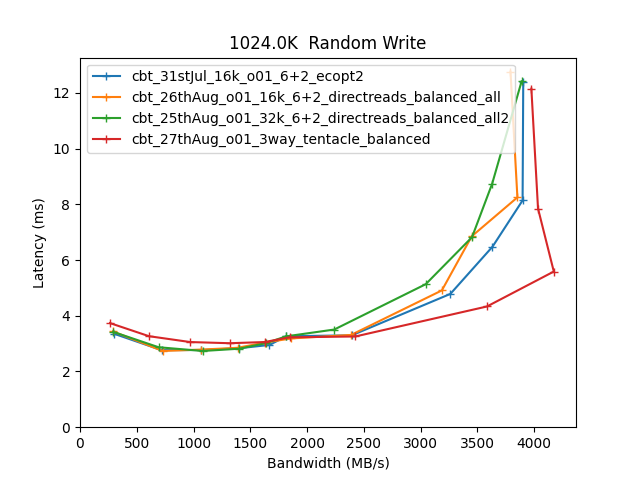 1024.0K  Random Write
cbt_31stJul_16k_o01_6+2_ecopt2
cbt_26thAug_o01_16k_6+2_directreads_balanced_all
cbt_25thAug_o01_32k_6+2_directreads_balanced_all2
cbt_27thAug_o01_3way_tentacle_balanced
12
10
8
6
4
2
0
Latency (ms)
0 500 1000 1500 2000 2500 3000 3500 4000
Bandwidth (MB/s)